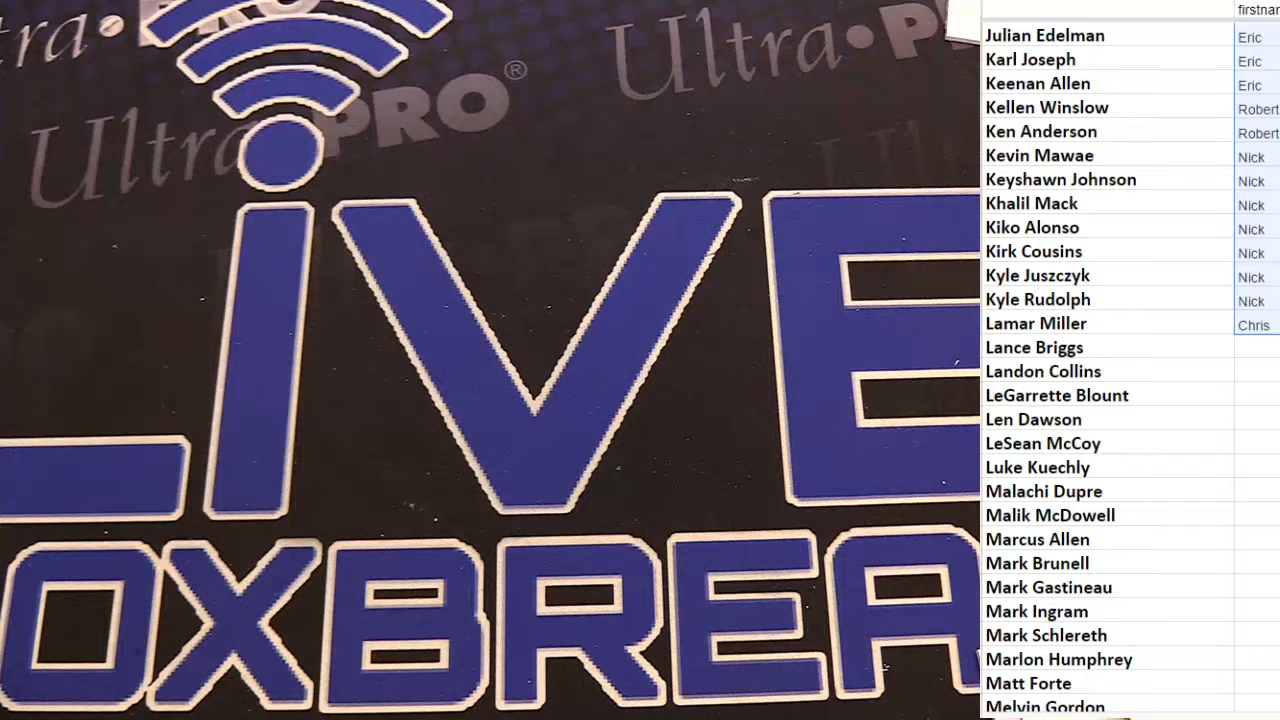 tra•PRO
Ultra•PRO
Ultra PRO®
LiVE
OXBREA
firstnar
Julian Edelman Eric
Karl Joseph Eric
Keenan Allen Eric
Kellen Winslow Robert
Ken Anderson Robert
Kevin Mawae Nick
Keyshawn Johnson Nick
Khalil Mack Nick
Kiko Alonso Nick
Kirk Cousins Nick
Kyle Juszczyk Nick
Kyle Rudolph Nick
Lamar Miller Chris
Lance Briggs
Landon Collins
LeGarrette Blount
Len Dawson
LeSean McCoy
Luke Kuechly
Malachi Dupre
Malik McDowell
Marcus Allen
Mark Brunell
Mark Gastineau
Mark Ingram
Mark Schlereth
Marlon Humphrey
Matt Forte
Melvin Gordon